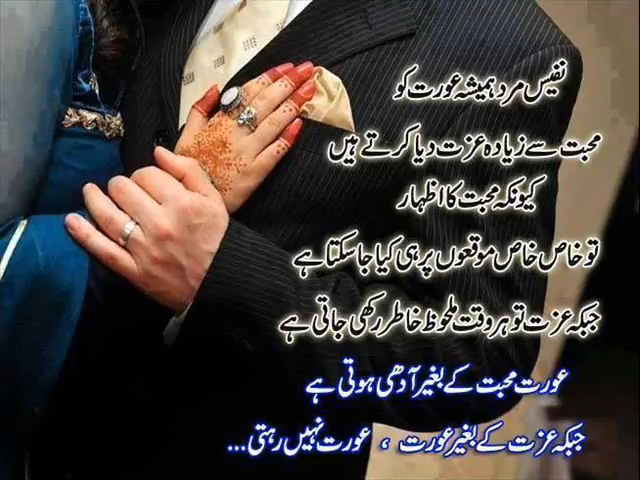 نفیس مرد ہمیشہ عورت کو
محبت سے زیادہ عزت دیا کرتے ہیں
کیونکہ محبت کا اظہار
تو خاص خاص موقعوں پر ہی کیا جا سکتا ہے
جبکہ عزت تو ہر وقت ملحوظ خاطر رکھی جاتی ہے
عورت محبت کے بغیر آدھی ہوتی ہے
جبکہ عزت کے بغیر عورت ، عورت نہیں رہتی...